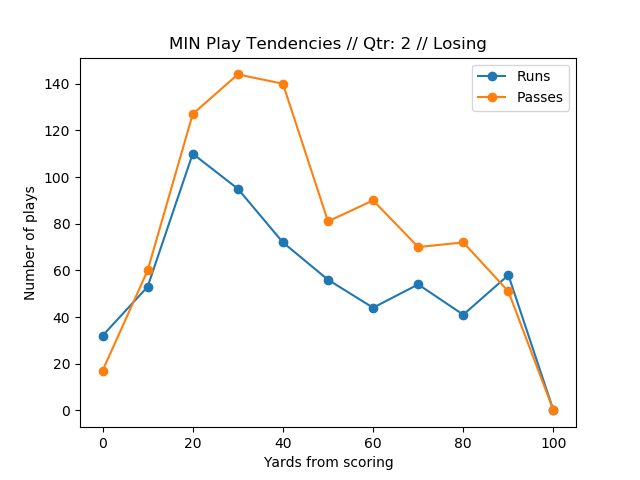 MIN Play Tendencies // Qtr: 2 // Losing
Runs
Passes
Number of plays
140
120
100
80
60
40
20
0
0 20 40 60 80 100
Yards from scoring